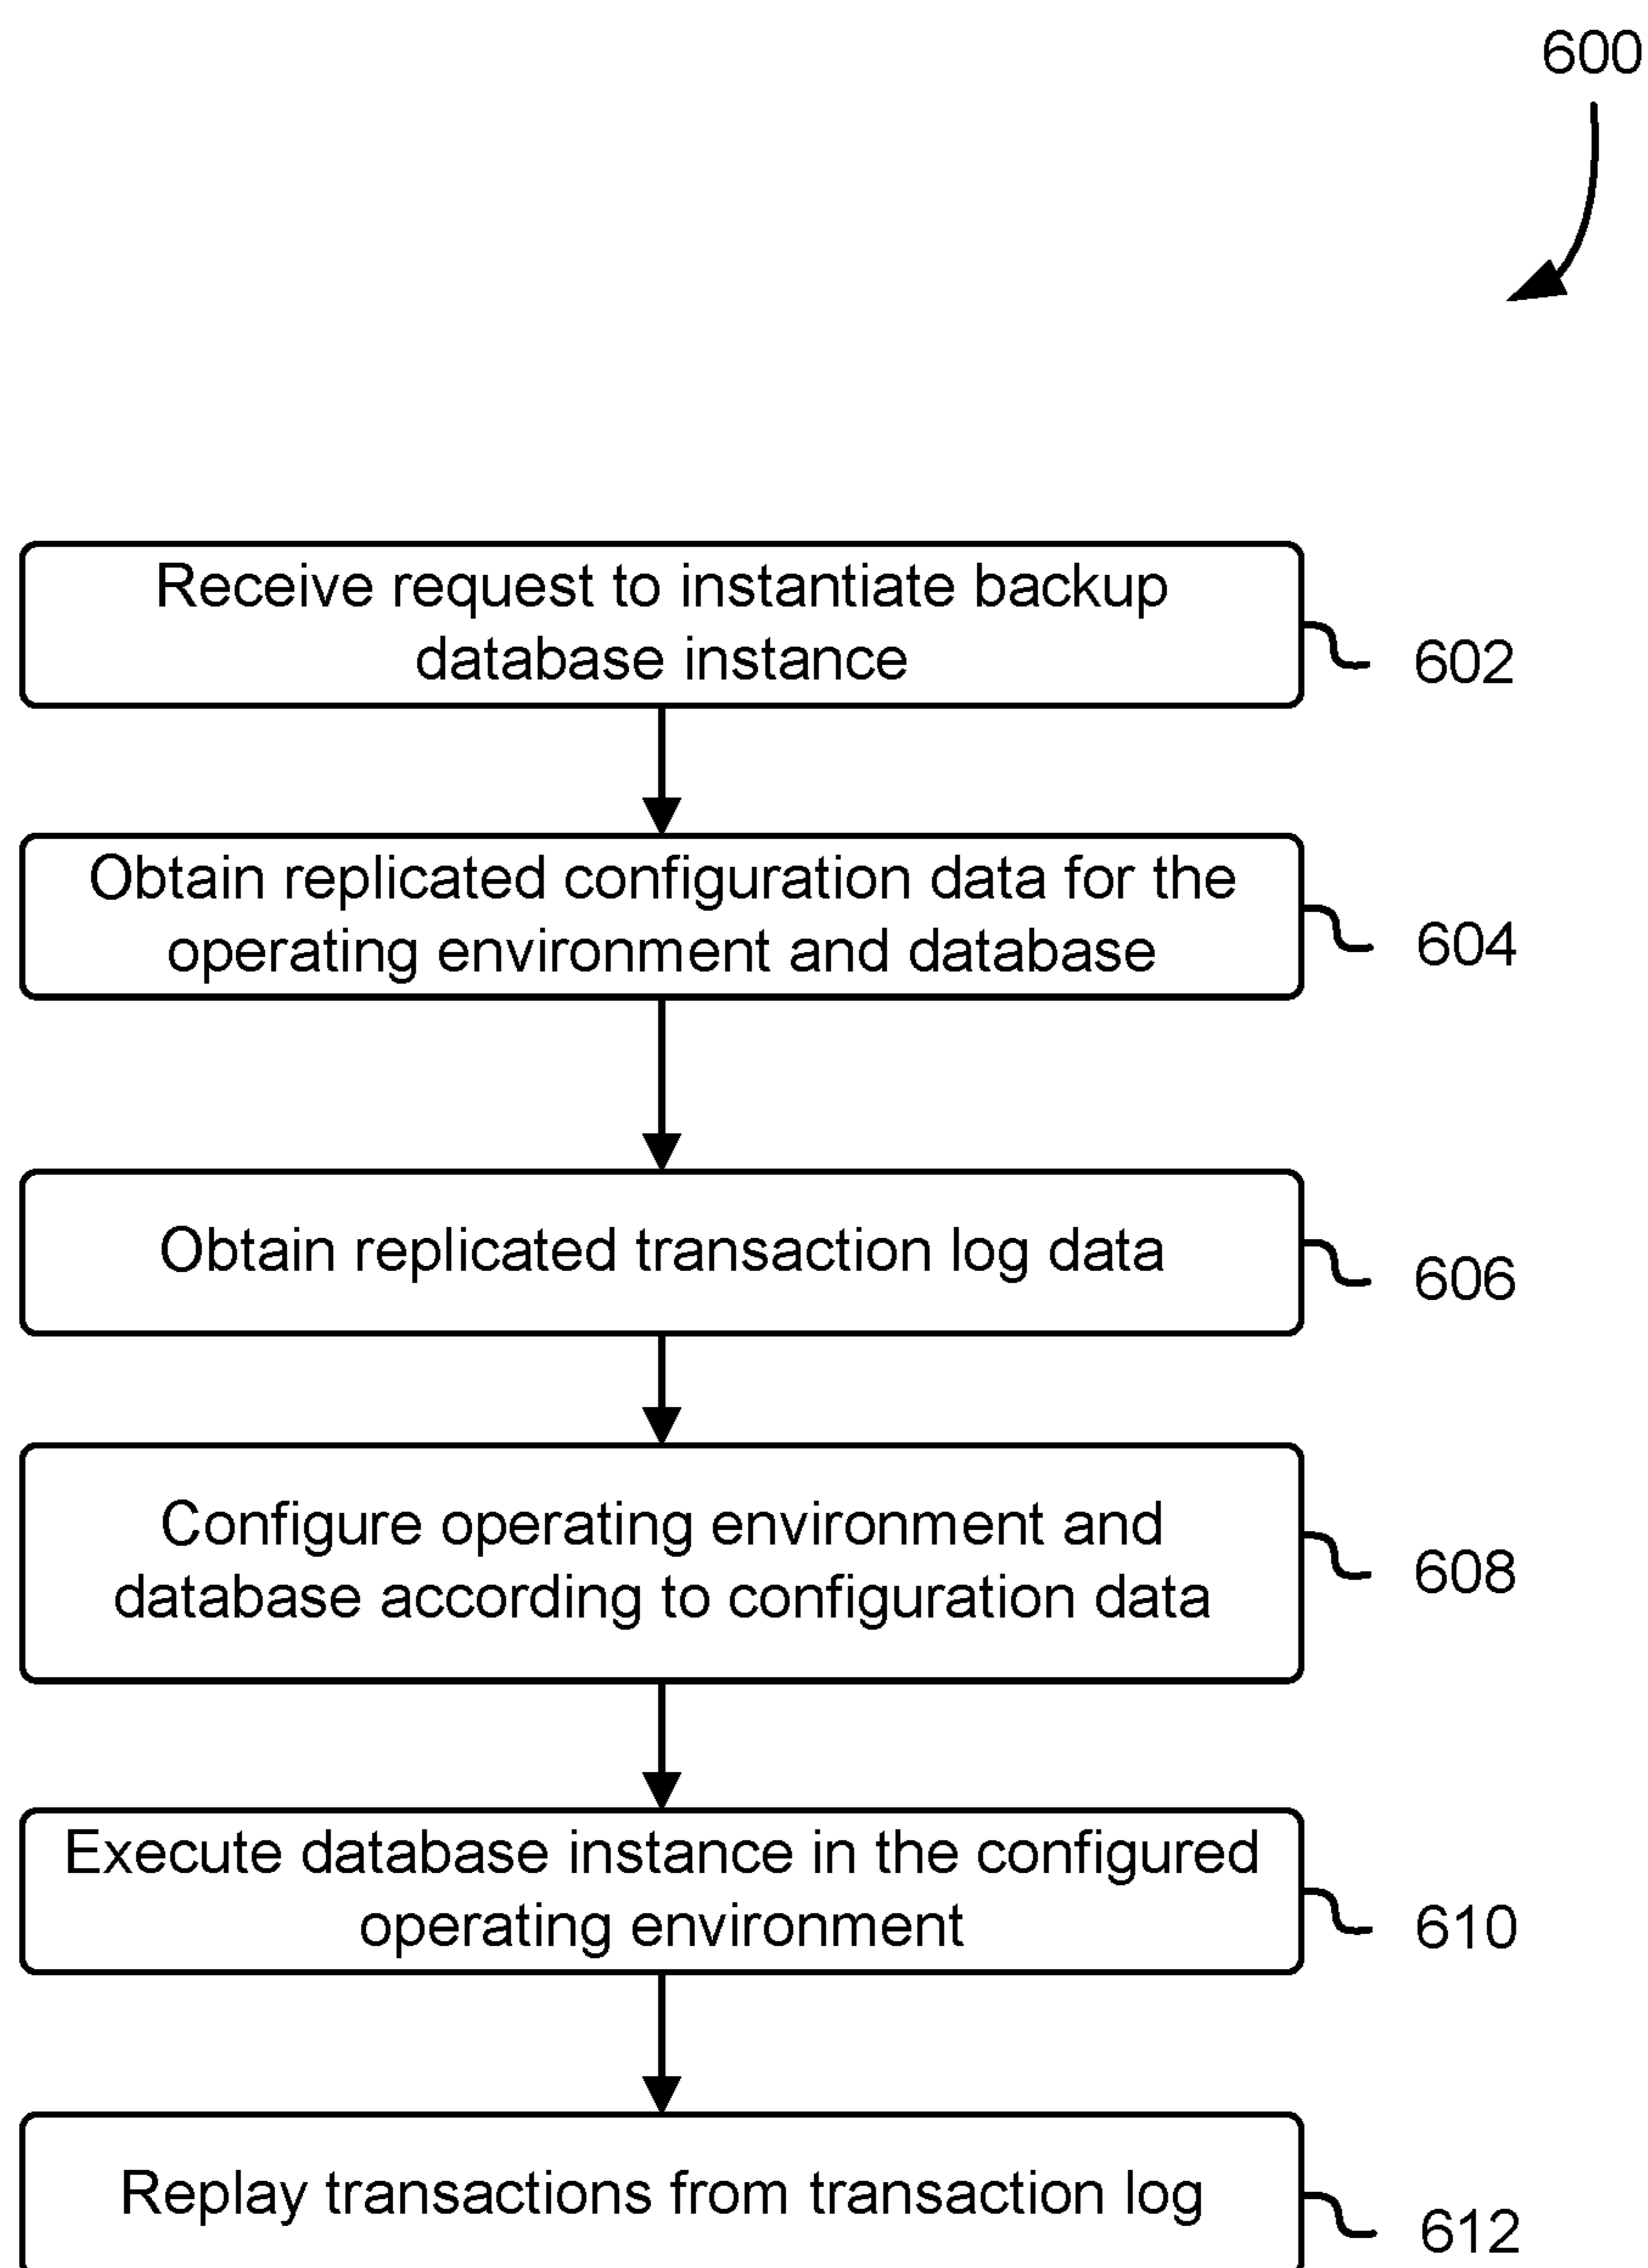 600
Receive request to instantiate backup
database instance
602
Obtain replicated configuration data for the
operating environment and database
604
Obtain replicated transaction log data
606
Configure operating environment and
database according to configuration data
608
Execute database instance in the configured
operating environment
610
Replay transactions from transaction log
612